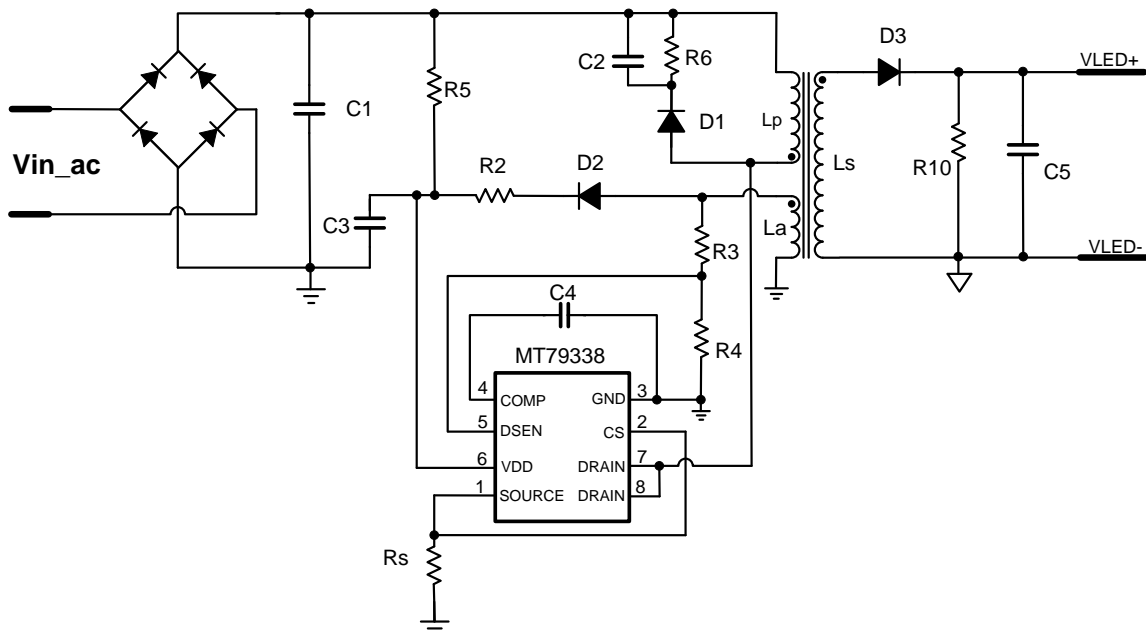 D3
VLED+
C2
R6
R5
C1
D1
Lp
Vin_ac
R2
D2
Ls
R10
C5
C3
La
R3
VLED-
C4
R4
MT79338
4
COMP
GND
3
5
DSEN
CS
2
6
VDD
DRAIN
7
1
SOURCE
DRAIN
8
Rs